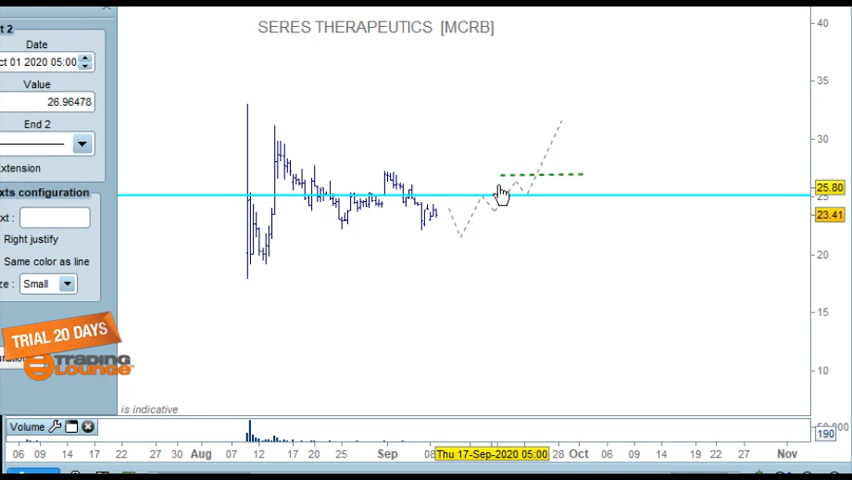 SERES THERAPEUTICS [MCRB]
Date
ct 01 2020 05:00
Value
26.96478
End 2
Extension
xts configuration
xt :
Right justify
Same color as line
ze : Small
TRIAL 20 DAYS
TRADING
LOUNGE
is indicative
40
35
30
25.80
25
23.41
20
15
10
Volume
190
06 09 14 17 22 27 30 Aug 07 12 17 20 25 Sep 08 Thu 17-Sep-2020 05:00 28 Oct 06 09 14 19 22 27 Nov